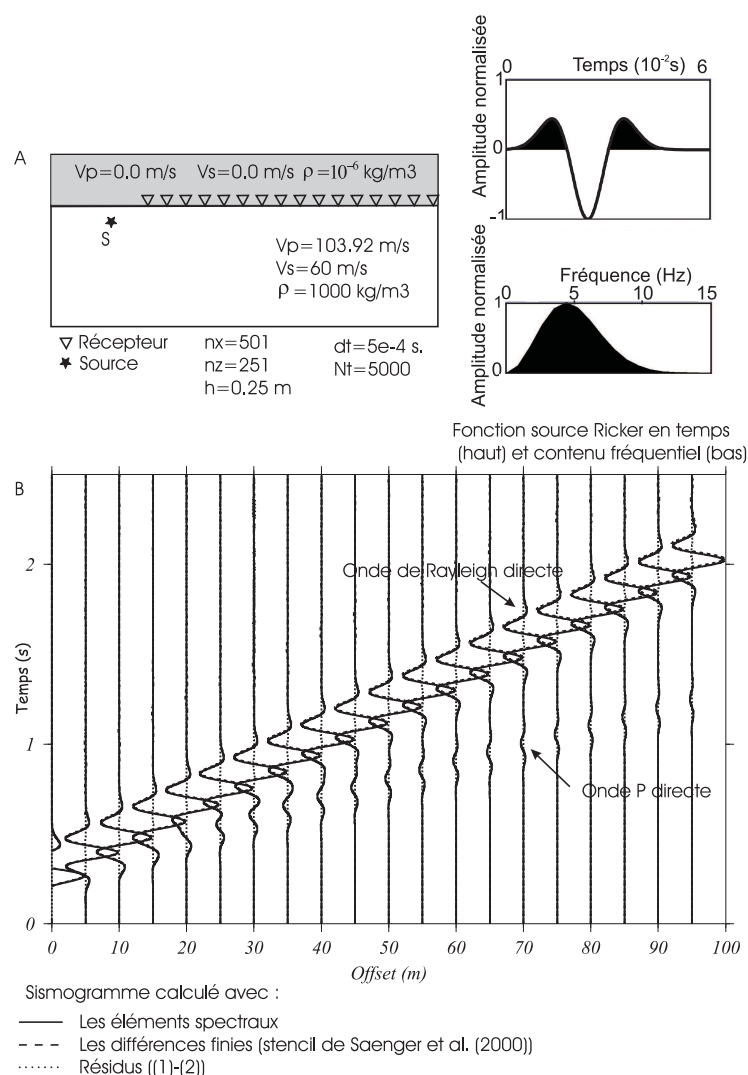 Amplitude normalisée
0 Temps (10⁻²s) 6
1
0
-1
A
Vp=0.0 m/s Vs=0.0 m/s ρ=10⁻⁶ kg/m3
S
Vp=103.92 m/s
Vs=60 m/s
ρ=1000 kg/m3
▽ Récepteur
★ Source
nx=501
nz=251
h=0.25 m
dt=5e-4 s.
Nt=5000
Amplitude normalisée
Fréquence (Hz)
0 5 10 15
1
0
Fonction source Ricker en temps
(haut) et contenu fréquentiel (bas)
B
Onde de Rayleigh directe
Onde P directe
Temps (s)
2
1
0
0 10 20 30 40 50 60 70 80 90 100
Offset (m)
Sismogramme calculé avec :
Les éléments spectraux
Les différences finies (stencil de Saenger et al. (2000))
Résidus ((1)-(2))